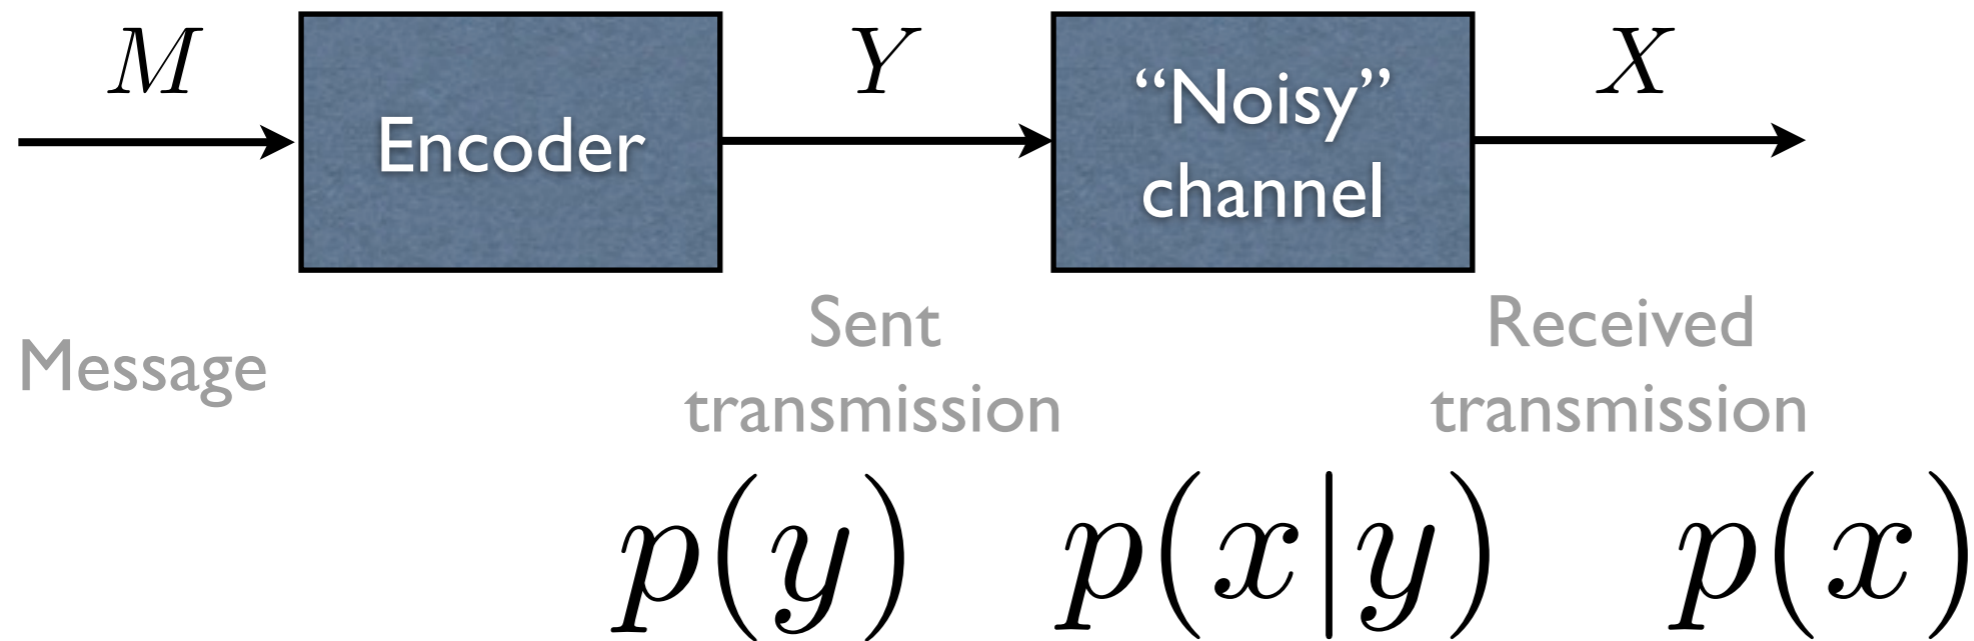 M
Encoder
Y
“Noisy”
channel
X
Message
Sent
transmission
Received
transmission
p(y)
p(x|y)
p(x)